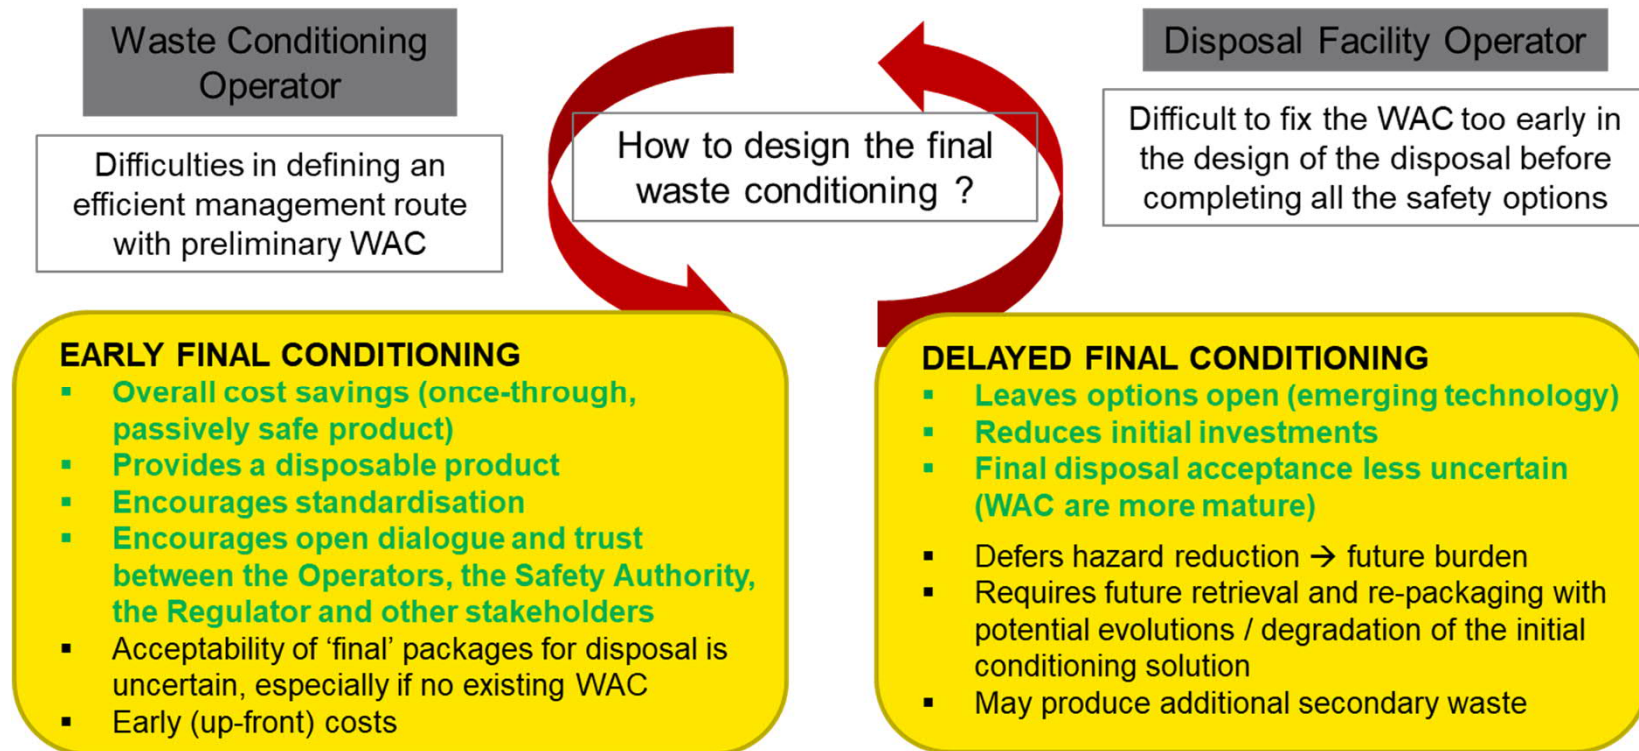 Waste Conditioning
Operator
Difficulties in defining an
efficient management route
with preliminary WAC
How to design the final
waste conditioning ?
Disposal Facility Operator
Difficult to fix the WAC too early in
the design of the disposal before
completing all the safety options
EARLY FINAL CONDITIONING
▪ Overall cost savings (once-through,
passively safe product)
▪ Provides a disposable product
▪ Encourages standardisation
▪ Encourages open dialogue and trust
between the Operators, the Safety Authority,
the Regulator and other stakeholders
▪ Acceptability of ‘final’ packages for disposal is
uncertain, especially if no existing WAC
▪ Early (up-front) costs
DELAYED FINAL CONDITIONING
▪ Leaves options open (emerging technology)
▪ Reduces initial investments
▪ Final disposal acceptance less uncertain
(WAC are more mature)
▪ Defers hazard reduction → future burden
▪ Requires future retrieval and re-packaging with
potential evolutions / degradation of the initial
conditioning solution
▪ May produce additional secondary waste